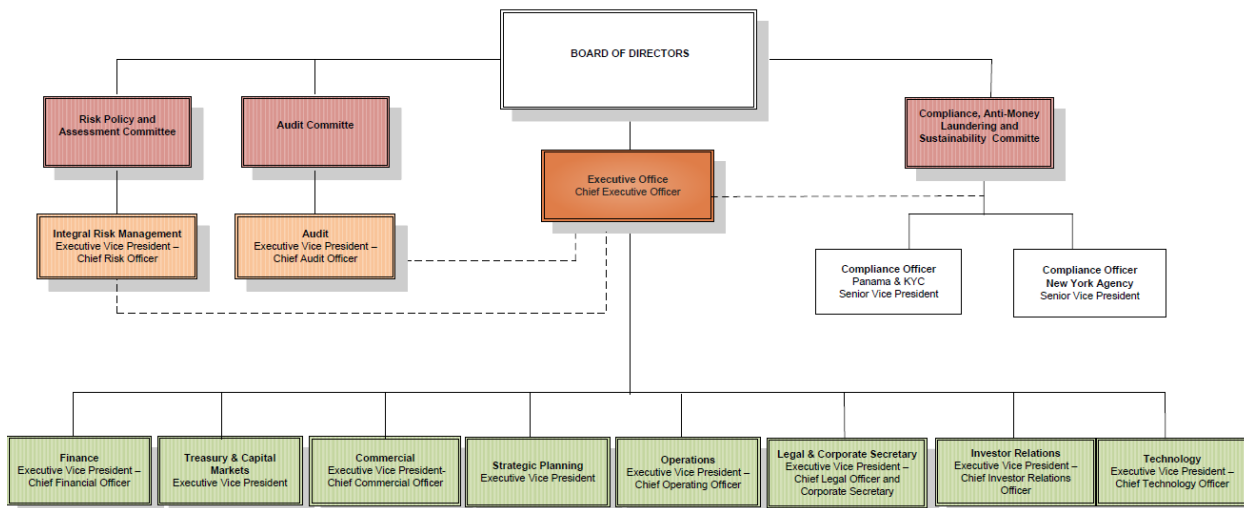 BOARD OF DIRECTORS
Risk Policy and
Assessment Committee
Audit Committe
Compliance, Anti-Money
Laundering and
Sustainability Committe
Executive Office
Chief Executive Officer
Integral Risk Management
Executive Vice President –
Chief Risk Officer
Audit
Executive Vice President –
Chief Audit Officer
Compliance Officer
Panama & KYC
Senior Vice President
Compliance Officer
New York Agency
Senior Vice President
Finance
Executive Vice President –
Chief Financial Officer
Treasury & Capital
Markets
Executive Vice President
Commercial
Executive Vice President-
Chief Commercial Officer
Strategic Planning
Executive Vice President
Operations
Executive Vice President –
Chief Operating Officer
Legal & Corporate Secretary
Executive Vice President –
Chief Legal Officer and
Corporate Secretary
Investor Relations
Executive Vice President –
Chief Investor Relations
Officer
Technology
Executive Vice President –
Chief Technology Officer